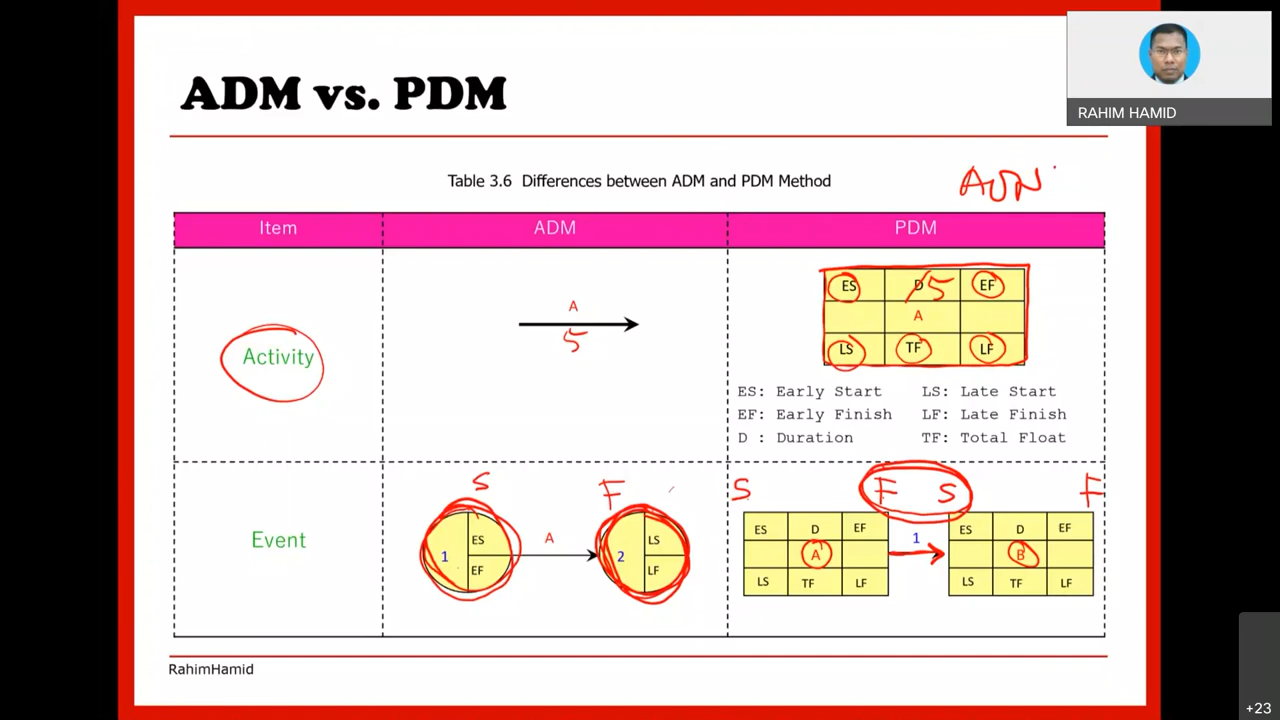 ADM vs. PDM
RAHIM HAMID
Table 3.6 Differences between ADM and PDM Method
AON
Item ADM PDM
Activity
A
5
ES D 5 EF
A
LS TF LF
ES: Early Start LS: Late Start
EF: Early Finish LF: Late Finish
D : Duration TF: Total Float
Event
S F
1 ES EF
A
2 LS LF
S F S F
ES D EF
A
LS TF LF
1
ES D EF
B
LS TF LF
RahimHamid
+23